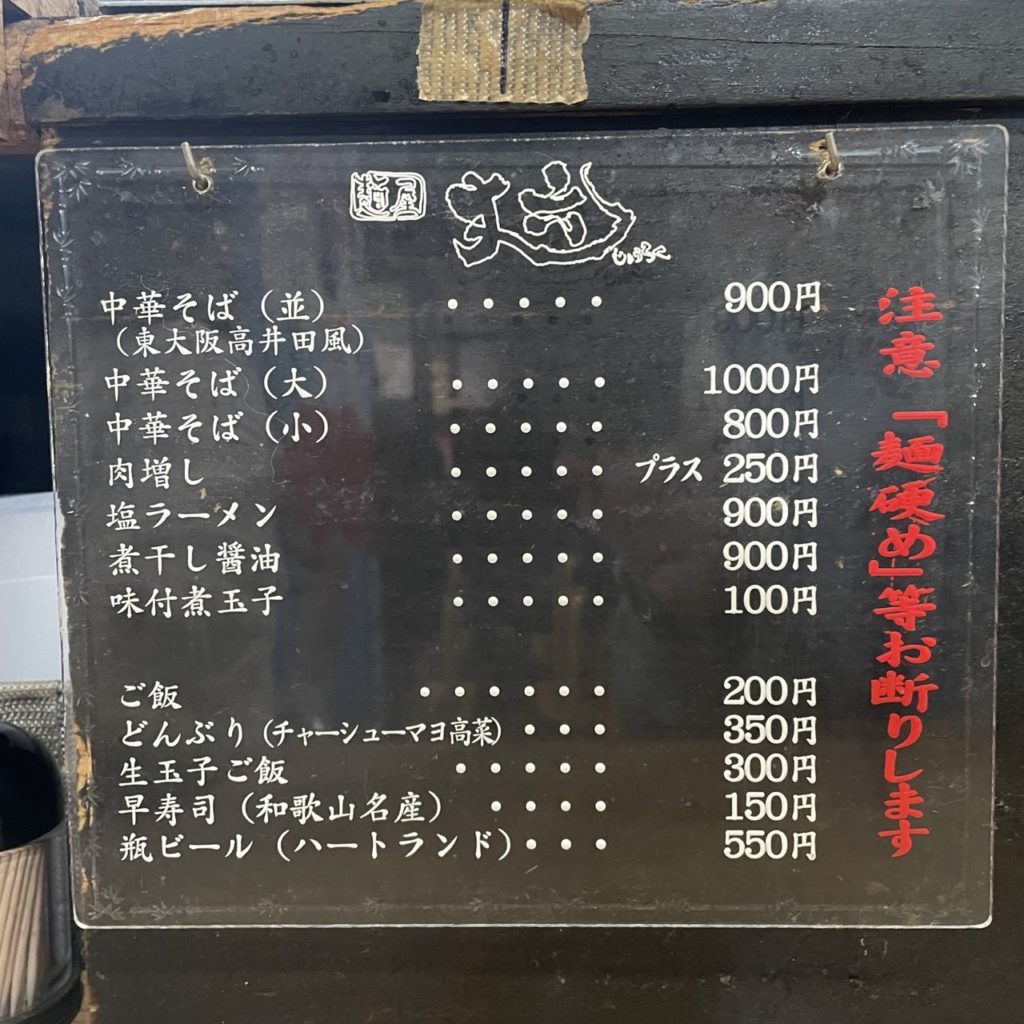 麺屋
しょうろく
中華そば（並） ・・・・・ 900円
（東大阪高井田風）
中華そば（大） ・・・・・ 1000円
中華そば（小） ・・・・・ 800円
肉増し ・・・・・ プラス 250円
塩ラーメン ・・・・・ 900円
煮干し醤油 ・・・・・ 900円
味付煮玉子 ・・・・・ 100円
ご飯 ・・・・・・ 200円
どんぶり（チャーシューマヨ高菜） ・・・ 350円
生玉子ご飯 ・・・・・ 300円
早寿司（和歌山名産） ・・・・ 150円
瓶ビール（ハートランド）・・・ 550円
注意「麺硬め」等お断りします